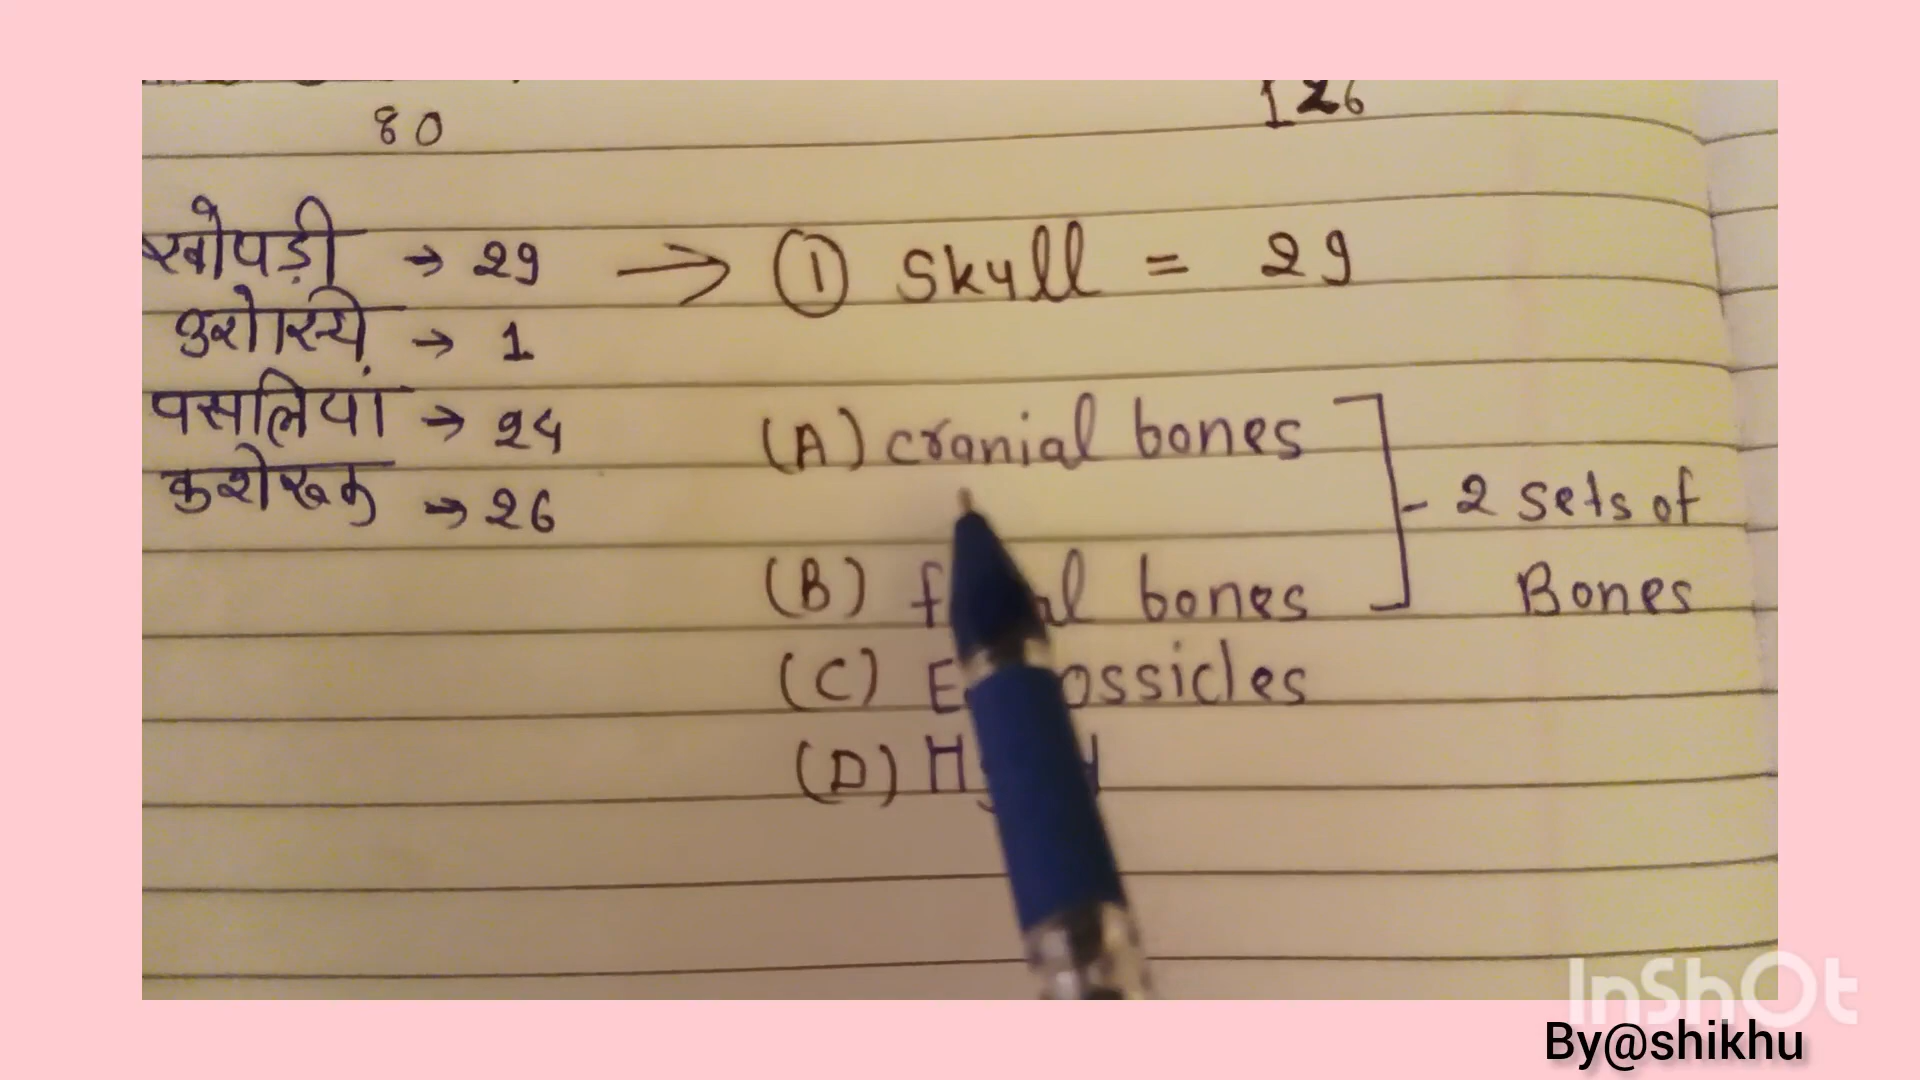 80
126
खोपड़ी → 29 → ① Skull = 29
→ 1
पसलियां → 24
(A) cranial bones
कशेरूक → 26
2 Sets of
Bones
(B) bones
(C) ossicles
(D)
InShOt
By@shikhu